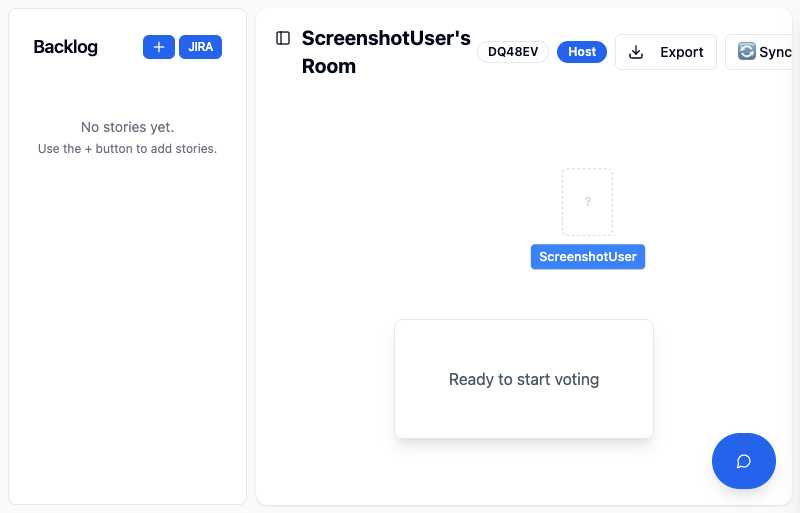 Backlog
+ JIRA
No stories yet.
Use the + button to add stories.
ScreenshotUser's
Room
DQ48EV
Host
Export
Sync
?
ScreenshotUser
Ready to start voting